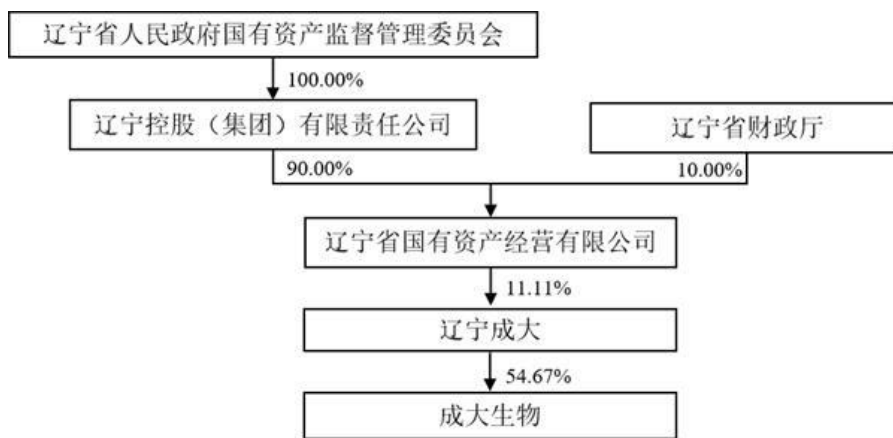 辽宁省人民政府国有资产监督管理委员会
100.00%
辽宁控股（集团）有限责任公司
辽宁省财政厅
90.00%
10.00%
辽宁省国有资产经营有限公司
11.11%
辽宁成大
54.67%
成大生物